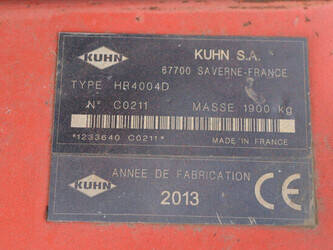 KUHN
KUHN S.A.
67700 SAVERNE-FRANCE
TYPE HR4004D
N° C0211 MASSE 1900 kg
*1233640 C0211*
MADE IN FRANCE
KUHN
ANNEE DE FABRICATION
2013
CE